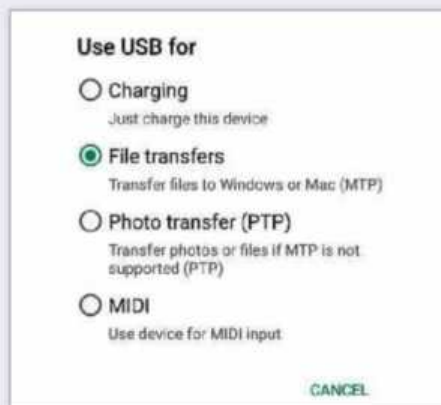 Use USB for
Charging
Just charge this device
File transfers
Transfer files to Windows or Mac (MTP)
Photo transfer (PTP)
Transfer photos or files if MTP is not
supported (PTP)
MIDI
Use device for MIDI input
CANCEL